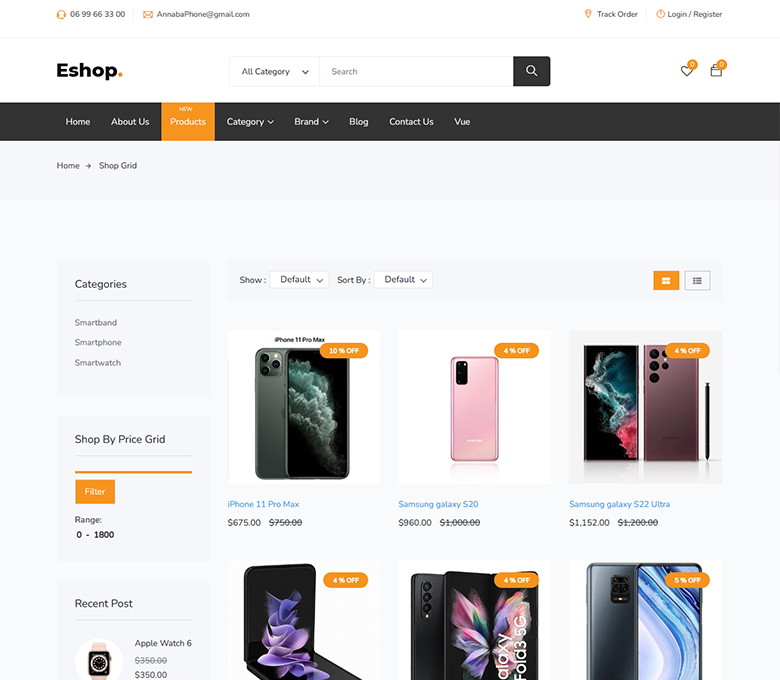 06 99 66 33 00 AnnabaPhone@gmail.com Track Order Login / Register
Eshop. All Category Search 0 0
NEW
Home About Us Products Category Brand Blog Contact Us Vue
Home → Shop Grid
Categories
Smartband
Smartphone
Smartwatch
Shop By Price Grid
Filter
Range:
0 - 1800
Recent Post
Apple Watch 6
$350.00
$350.00
Show : Default Sort By : Default
iPhone 11 Pro Max
10 % OFF 4 % OFF 4 % OFF
SAMSUNG
iPhone 11 Pro Max Samsung galaxy S20 Samsung galaxy S22 Ultra
$675.00 $750.00 $960.00 $1,000.00 $1,152.00 $1,200.00
4 % OFF 4 % OFF 5 % OFF
Fold3 5G